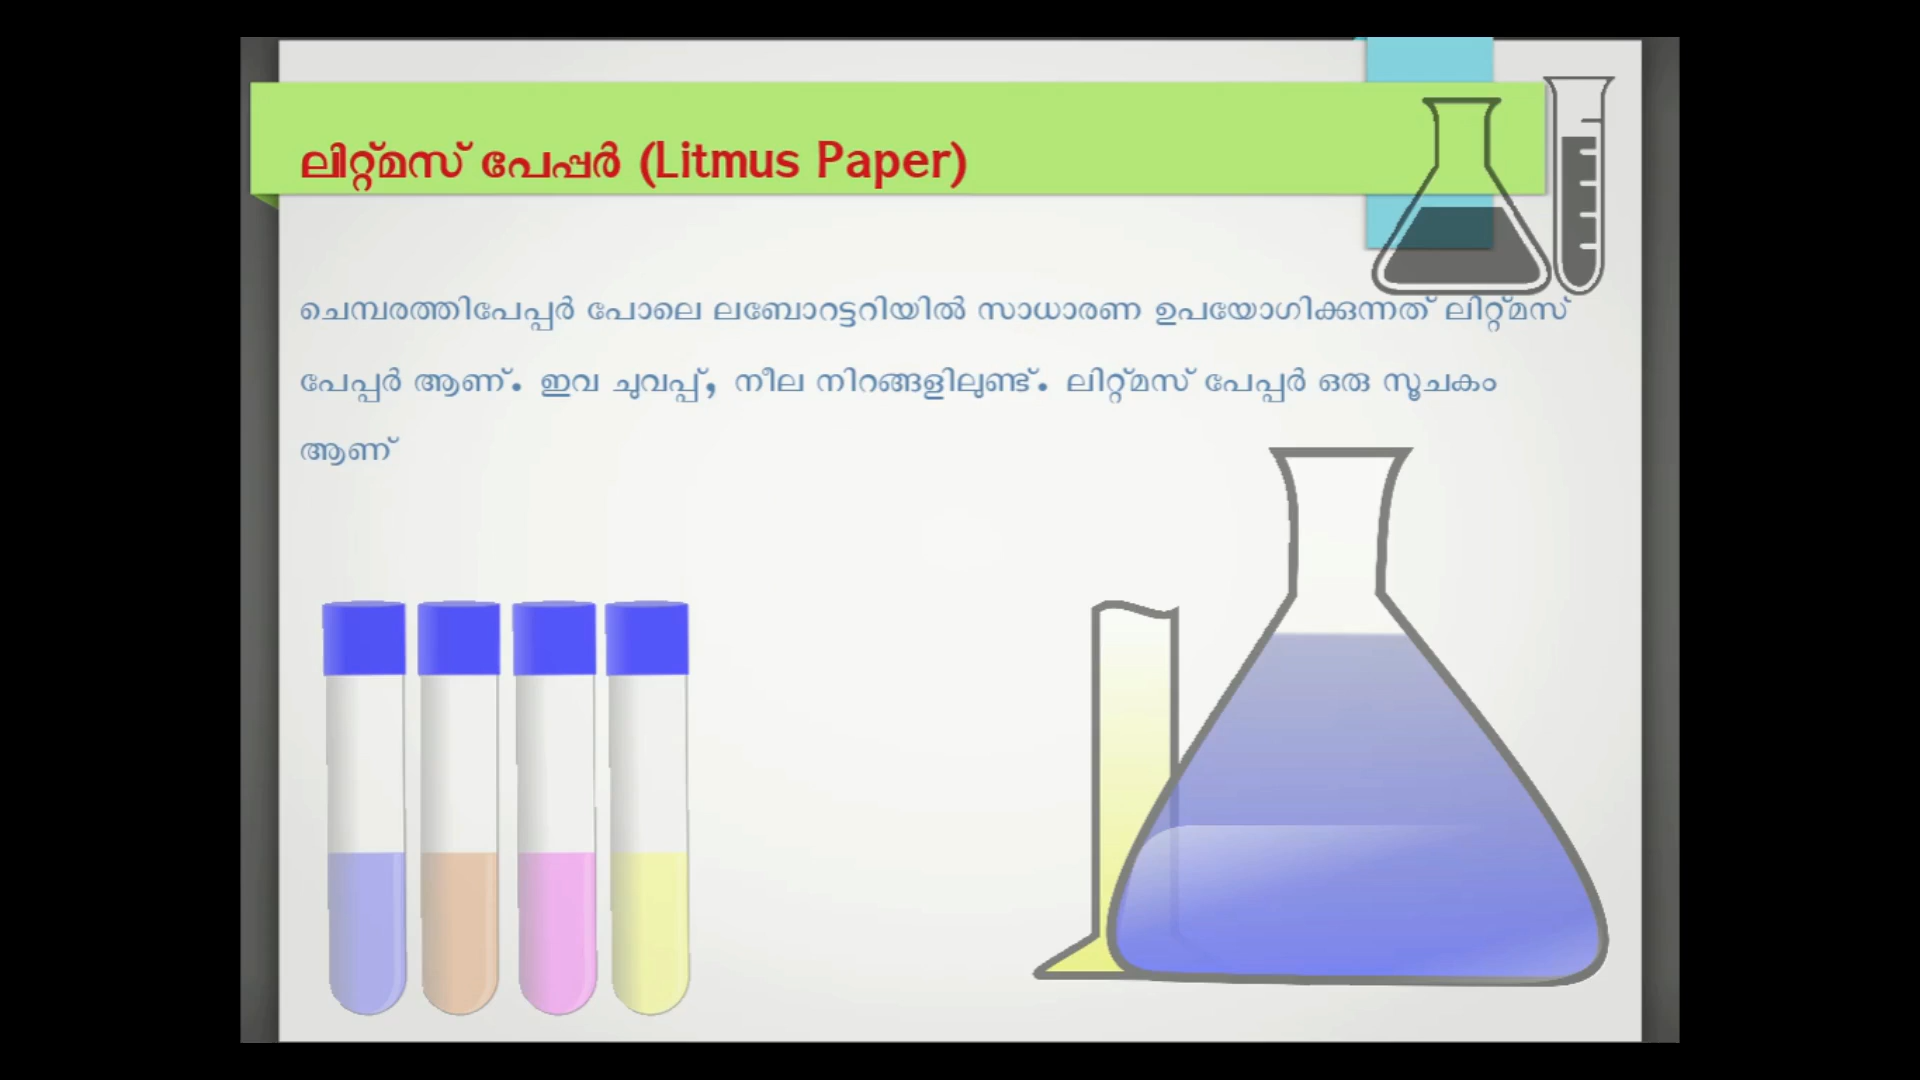 ലിറ്റ്മസ് പേപ്പർ (Litmus Paper)
ചെമ്പരത്തിപേപ്പർ പോലെ ലബോറട്ടറിയിൽ സാധാരണ ഉപയോഗിക്കുന്നത് ലിറ്റ്മസ്
പേപ്പർ ആണ്. ഇവ ചുവപ്പ്, നീല നിറങ്ങളിലുണ്ട്. ലിറ്റ്മസ് പേപ്പർ ഒരു സൂചകം
ആണ്